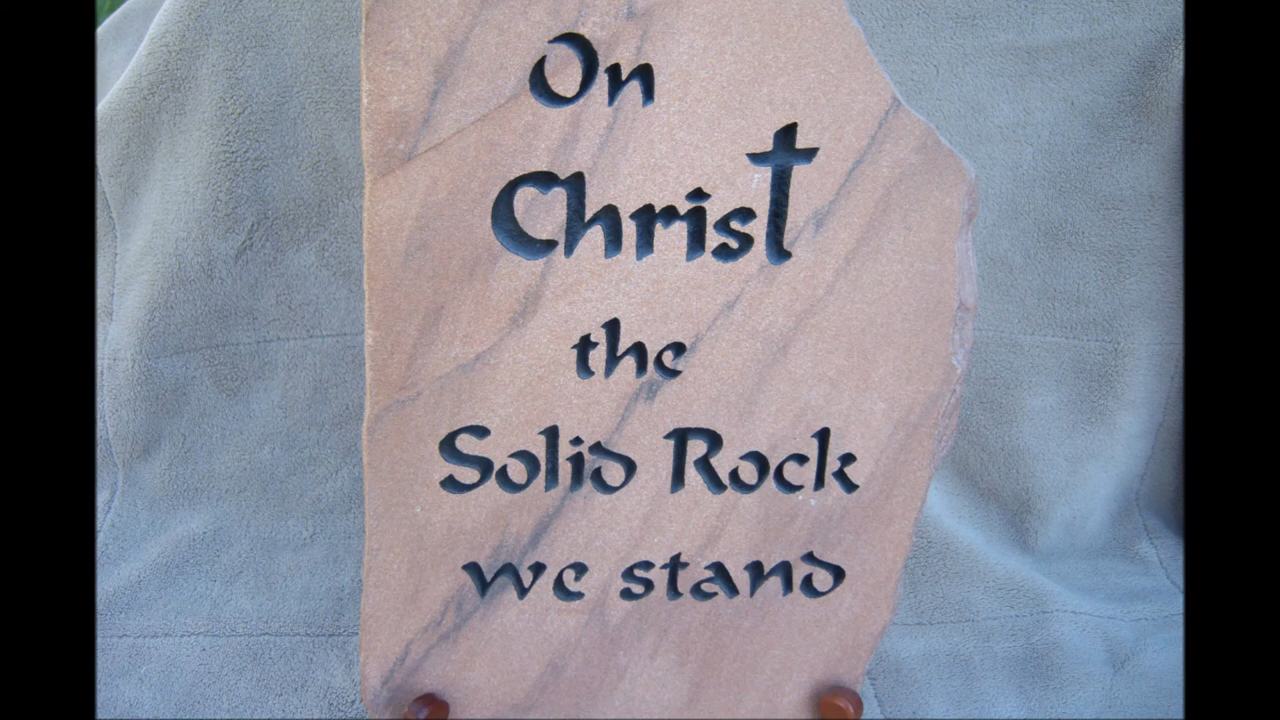 On
Christ
the
Solid Rock
we stand